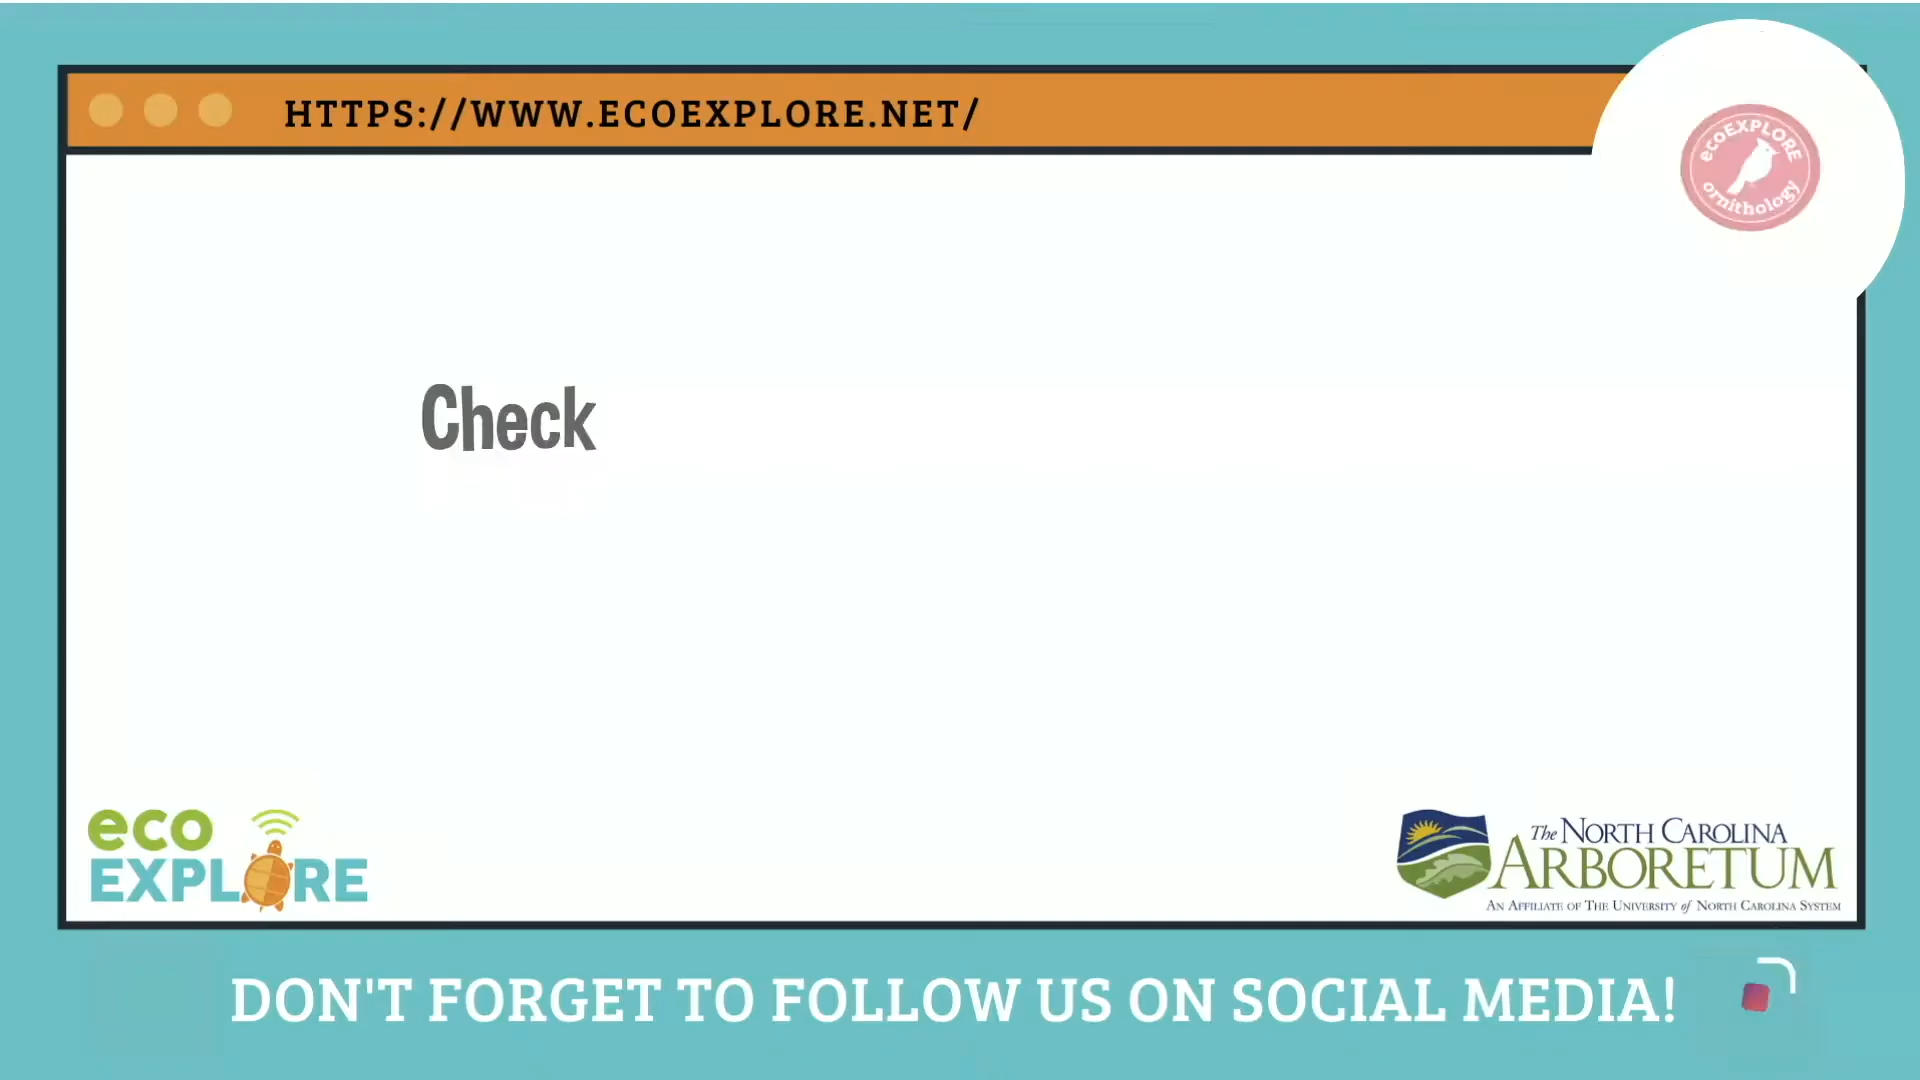 HTTPS://WWW.ECOEXPLORE.NET/
ecoEXPLORE
ornithology
Check
eco
EXPLORE
The NORTH CAROLINA
ARBORETUM
AN AFFILIATE OF THE UNIVERSITY of NORTH CAROLINA SYSTEM
DON'T FORGET TO FOLLOW US ON SOCIAL MEDIA!